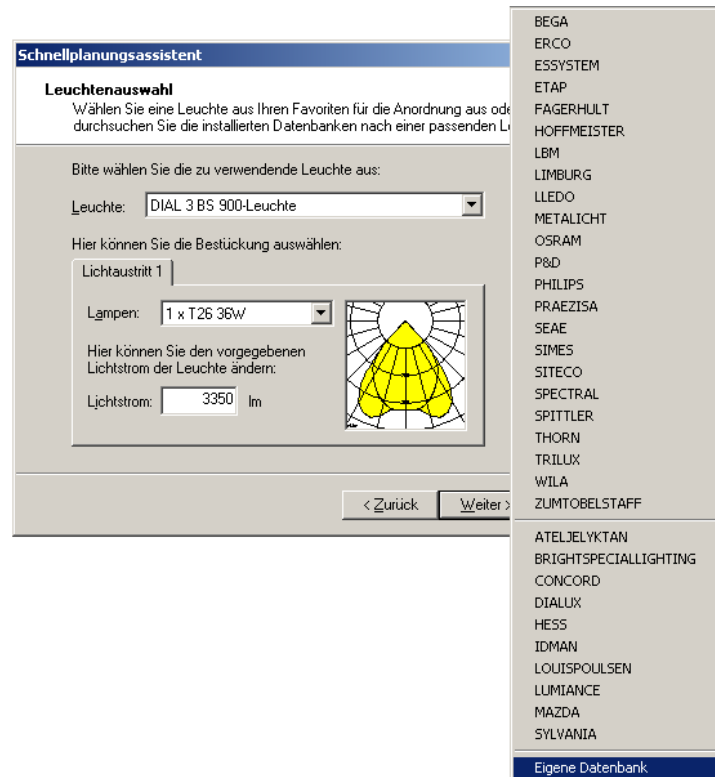 Schnellplanungsassistent
Leuchtenauswahl
Wählen Sie eine Leuchte aus Ihren Favoriten für die Anordnung aus
durchsuchen Sie die installierten Datenbanken nach einer passenden
Bitte wählen Sie die zu verwendende Leuchte aus:
Leuchte: DIAL 3 BS 900-Leuchte
Hier können Sie die Bestückung auswählen:
Lichtaustritt 1
Lampen: 1 x T26 36W
Hier können Sie den vorgegebenen
Lichtstrom der Leuchte ändern:
Lichtstrom: 3350 lm
< Zurück
Weiter >
BEGA
ERCO
ESSYSTEM
ETAP
FAGERHULT
HOFFMEISTER
LBM
LIMBURG
LLEDO
METALICHT
OSRAM
P&D
PHILIPS
PRAEZISA
SEAE
SIMES
SITECO
SPECTRAL
SPITTLER
THORN
TRILUX
WILA
ZUMTOBELSTAFF
ATELJELYKTAN
BRIGHTSPECIALLIGHTING
CONCORD
DIALUX
HESS
IDMAN
LOUISPOULSEN
LUMIANCE
MAZDA
SYLVANIA
Eigene Datenbank